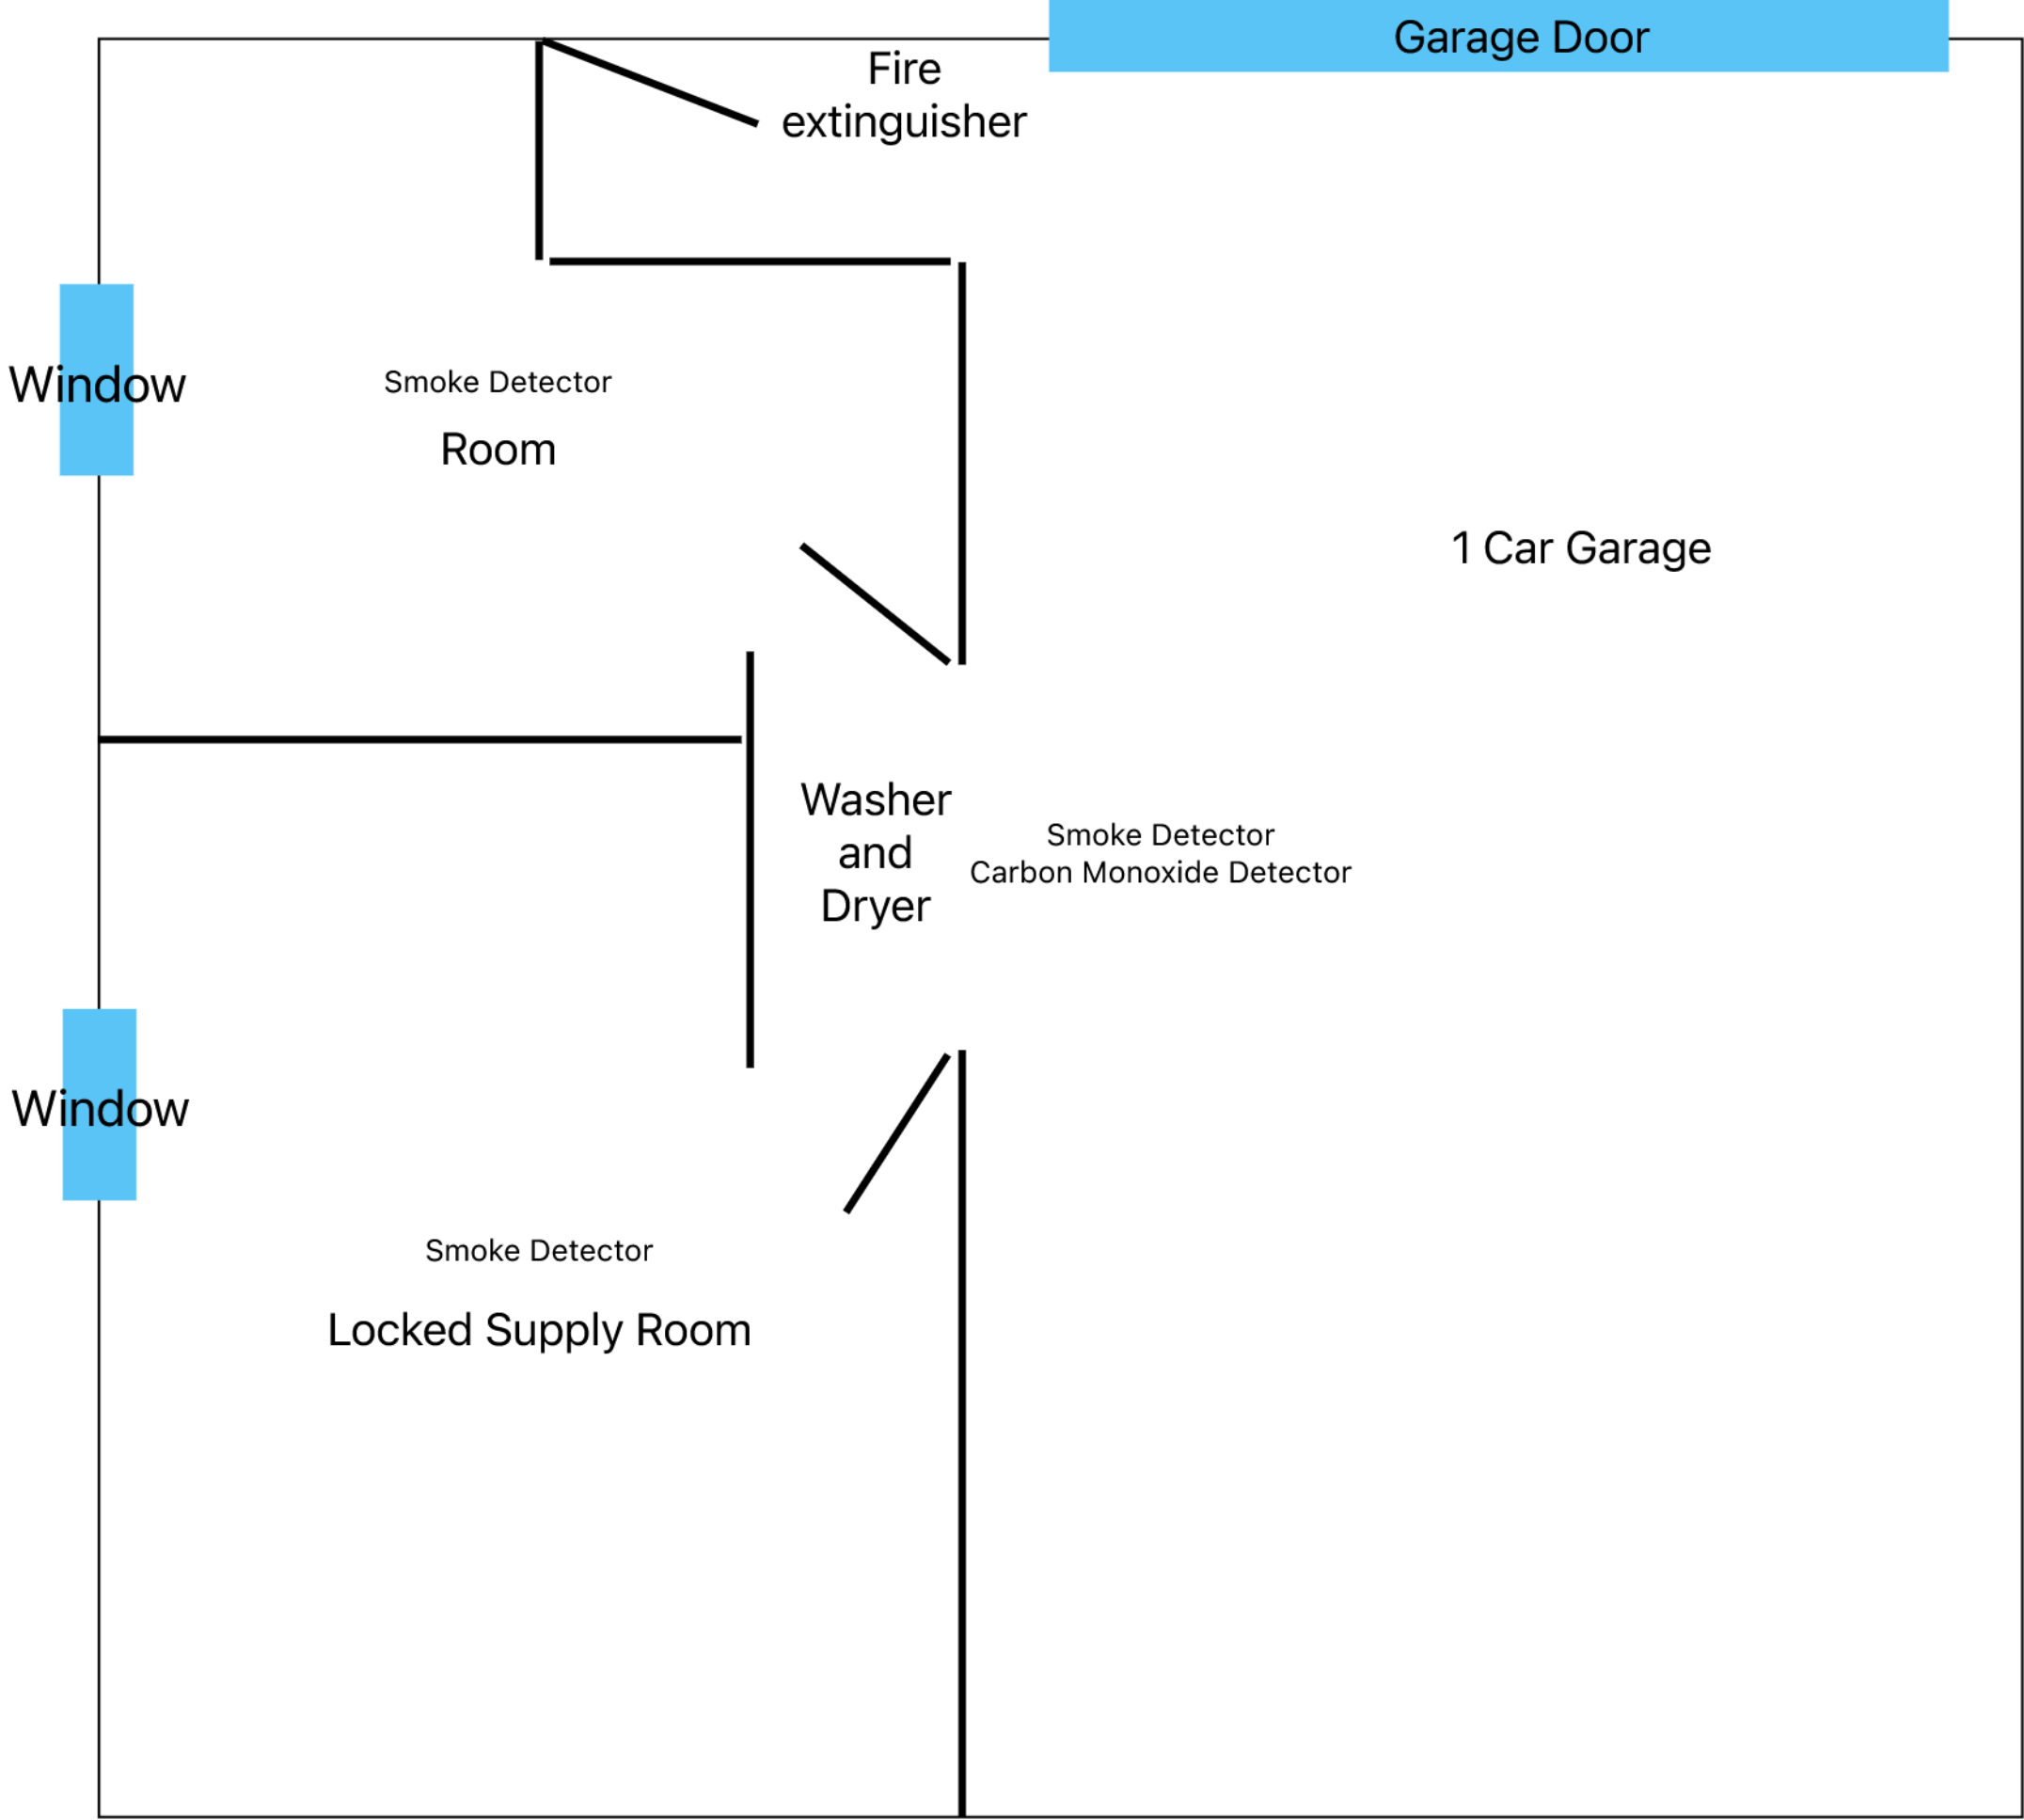 Garage Door
Fire
extinguisher
Window
Smoke Detector
Room
1 Car Garage
Washer
and
Dryer
Smoke Detector
Carbon Monoxide Detector
Window
Smoke Detector
Locked Supply Room